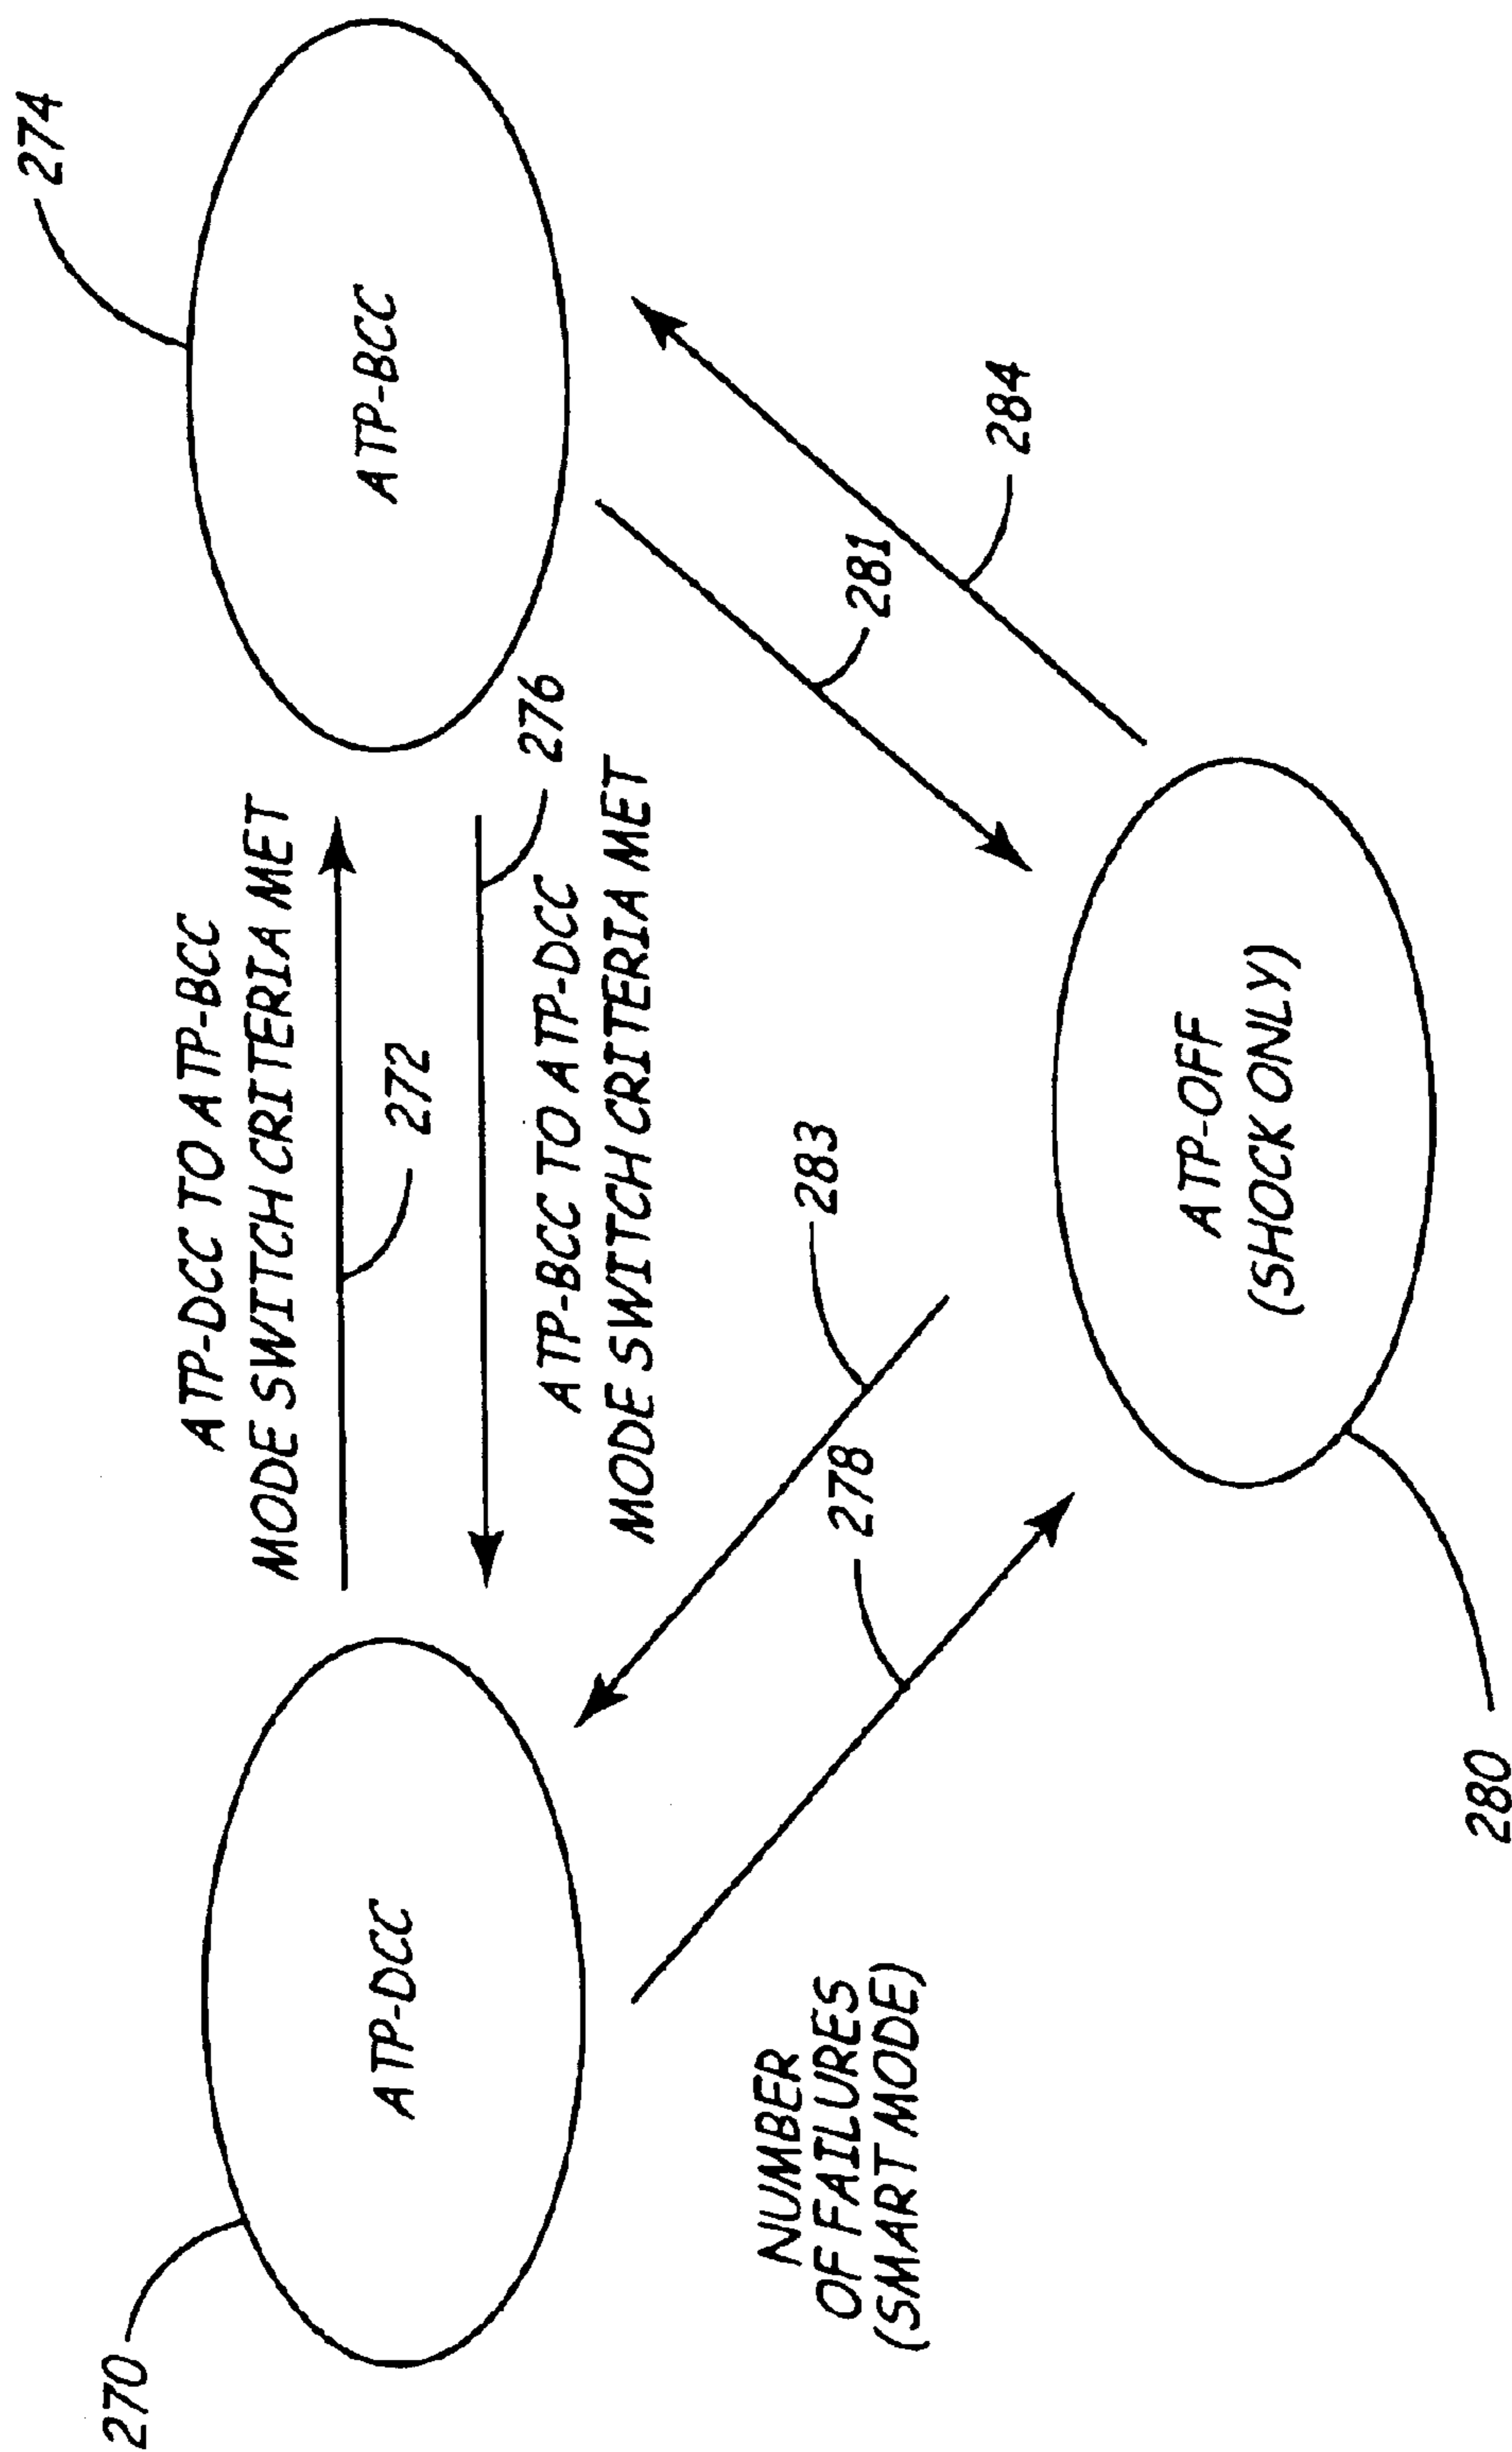 274
ATP-DCC TO ATP-BCC
MODE SWITCH CRITERIA MET
272
276
ATP-BCC TO ATP-DCC
MODE SWITCH CRITERIA MET
270
ATP-DCC
ATP-BCC
NUMBER
OF FAILURES
(SMART MODE)
278
283
281
284
ATP-OFF
(SHOCK ONLY)
280